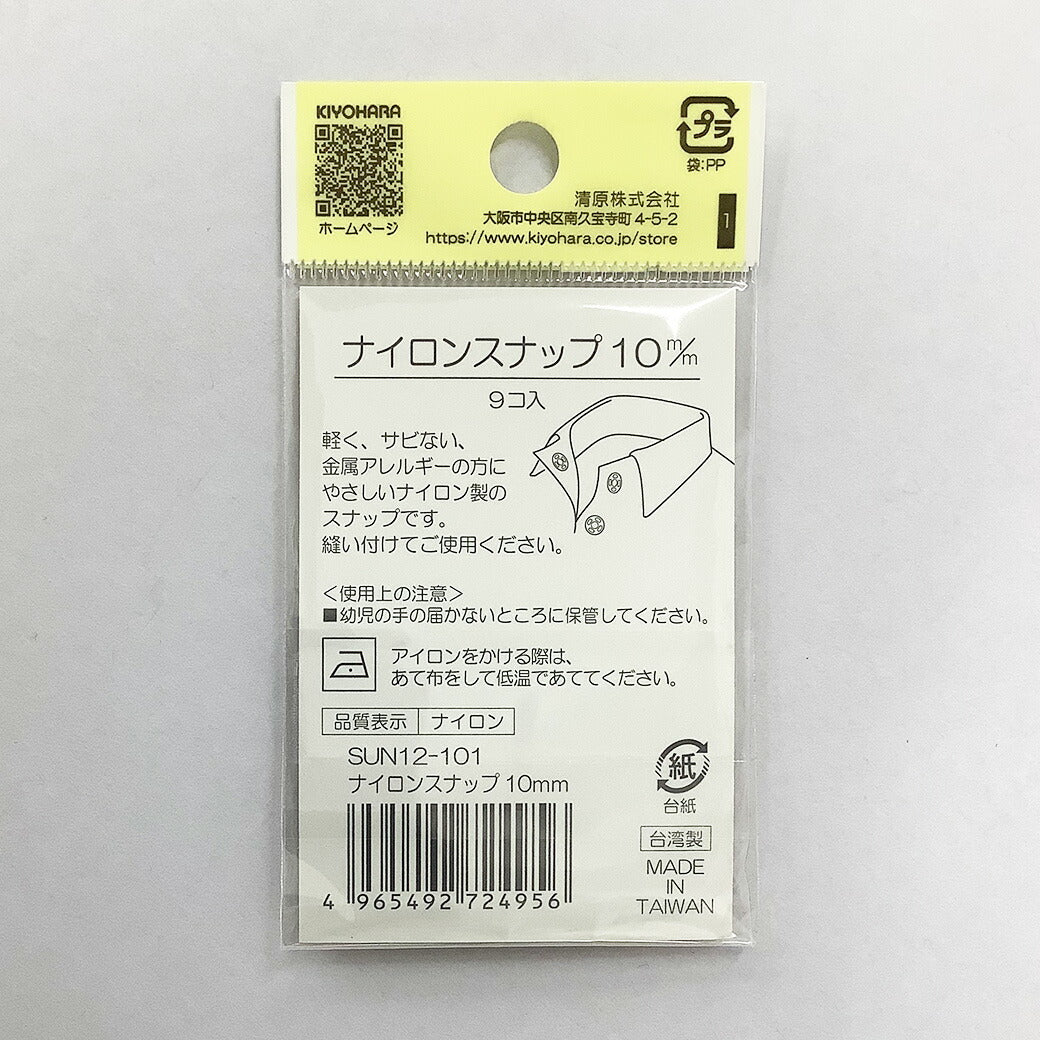 KIYOHARA
ホームページ
プラ
袋:PP
清原株式会社
大阪市中央区南久宝寺町 4-5-2
https://www.kiyohara.co.jp/store
1
ナイロンスナップ 10 m/m
9コ入
軽く、サビない、
金属アレルギーの方に
やさしいナイロン製の
スナップです。
縫い付けてご使用ください。
＜使用上の注意＞
■幼児の手の届かないところに保管してください。
アイロンをかける際は、
あて布をして低温であててください。
品質表示 ナイロン
SUN12-101
ナイロンスナップ 10mm
4 965492 724956
紙
台紙
台湾製
MADE
IN
TAIWAN